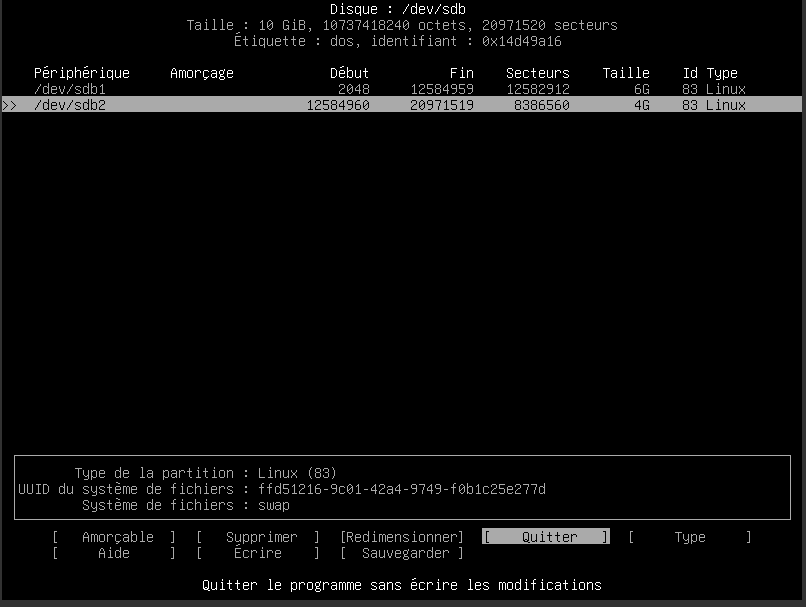 Disque : /dev/sdb
Taille : 10 GiB, 10737418240 octets, 20971520 secteurs
Étiquette : dos, identifiant : 0x14d49a16
Périphérique Amorçage Début Fin Secteurs Taille Id Type
/dev/sdb1 2048 12584959 12582912 6G 83 Linux
>> /dev/sdb2 12584960 20971519 8386560 4G 83 Linux
Type de la partition : Linux (83)
UUID du système de fichiers : ffd51216-9c01-42a4-9749-f0b1c25e277d
Système de fichiers : swap
[ Amorçable ] [ Supprimer ] [Redimensionner] [ Quitter ] [ Type ]
[ Aide ] [ Écrire ] [ Sauvegarder ]
Quitter le programme sans écrire les modifications